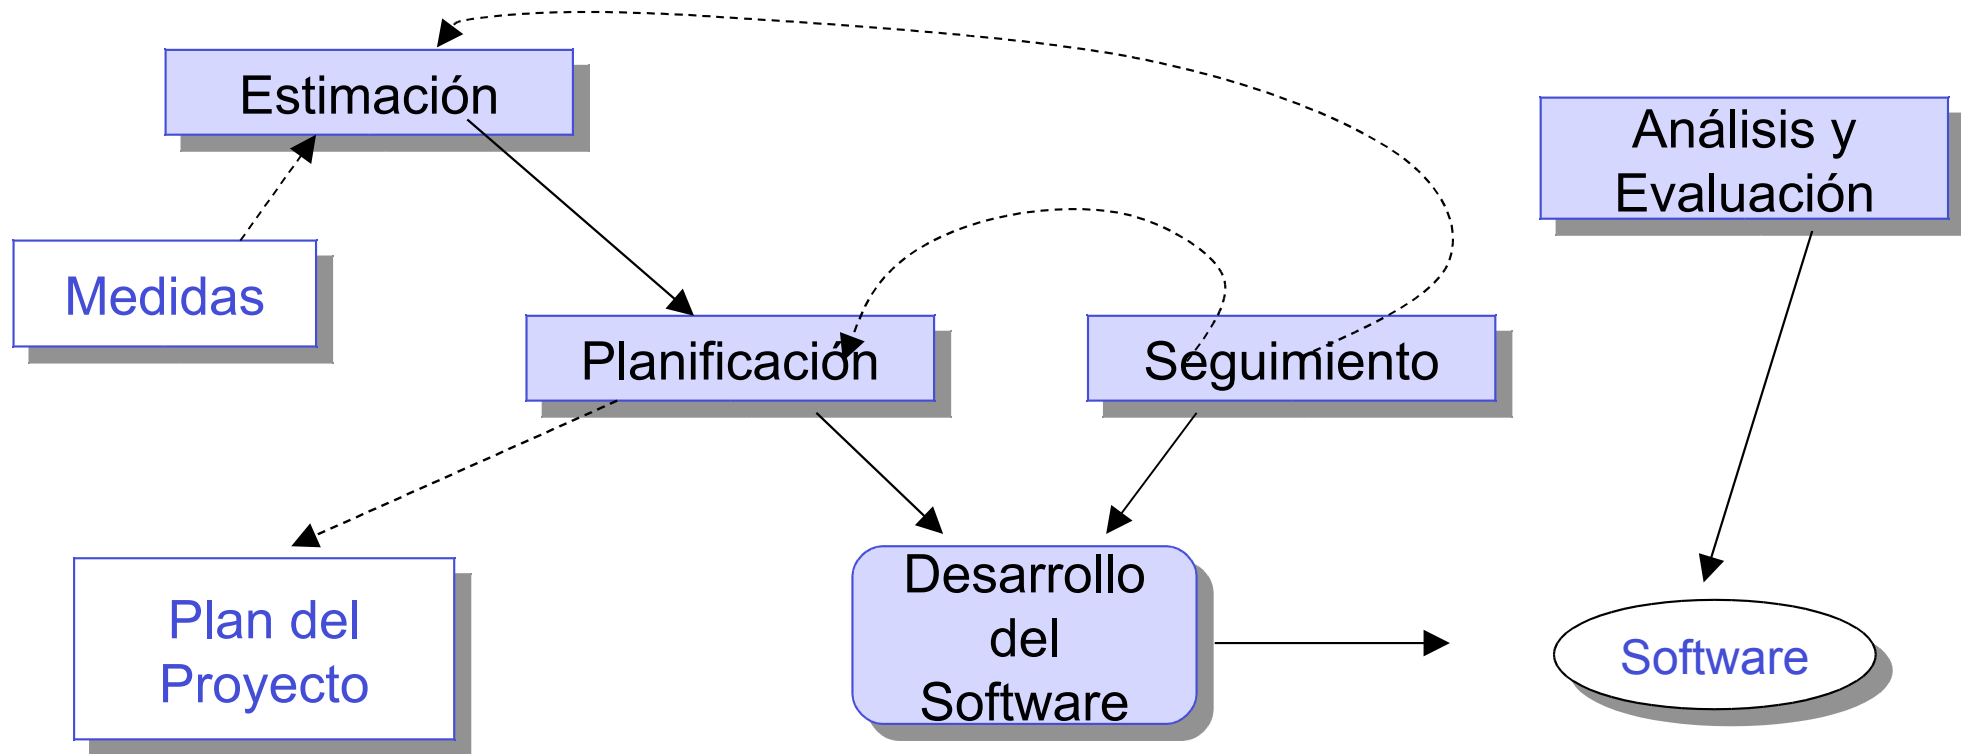 Estimación
Análisis y
Evaluación
Medidas
Planificación
Seguimiento
Plan del
Proyecto
Desarrollo
del
Software
Software